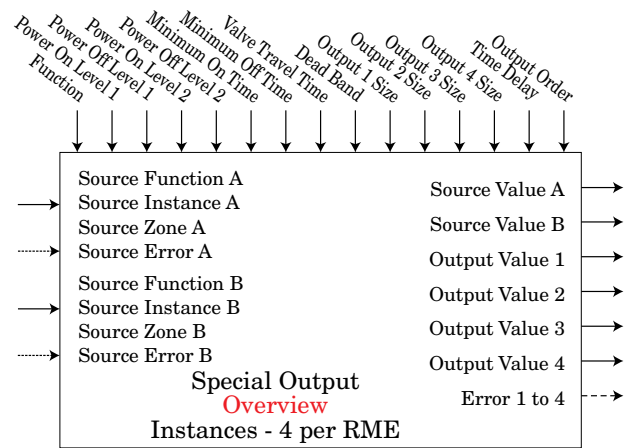 Function
Power On Level 1
Power Off Level 1
Power On Level 2
Power Off Level 2
Minimum On Time
Minimum Off Time
Valve Travel Time
Dead Band
Output 1 Size
Output 2 Size
Output 3 Size
Output 4 Size
Time Delay
Output Order
Source Function A
Source Instance A
Source Zone A
Source Error A
Source Function B
Source Instance B
Source Zone B
Source Error B
Source Value A
Source Value B
Output Value 1
Output Value 2
Output Value 3
Output Value 4
Error 1 to 4
Special Output
Overview
Instances - 4 per RME